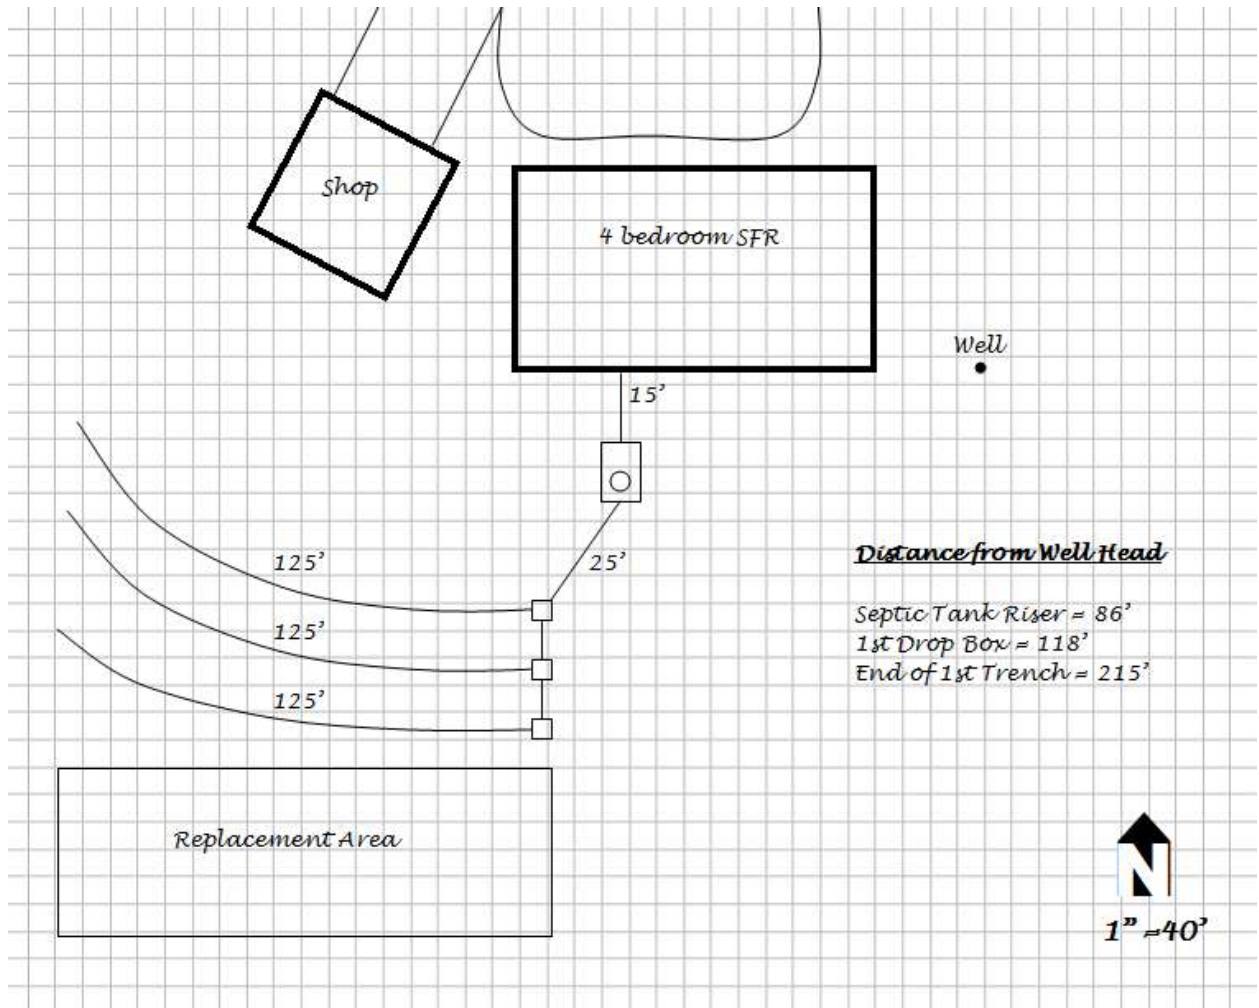 Shop
4 bedroom SFR
Well
15’
125’
25’
125’
125’
Distance from Well Head
Septic Tank Riser = 86’
1st Drop Box = 118’
End of 1st Trench = 215’
Replacement Area
N
1” =40’